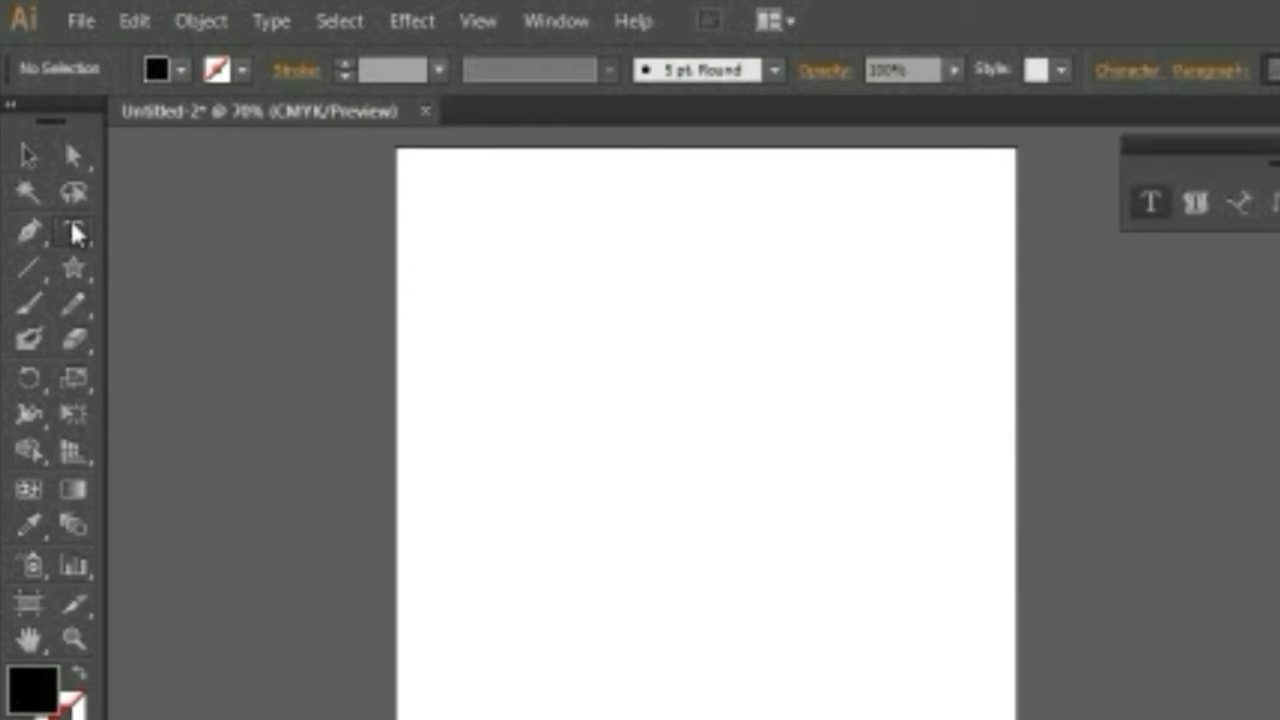 Ai File Edit Object Type Select Effect View Window Help
No Selection Stroke: 5 pt. Round Opacity: 100% Style: Character Paragraph:
Untitled-2* @ 70% (CMYK/Preview) ×
T